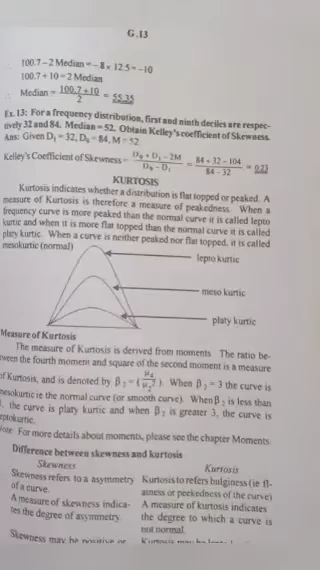 G.13
∴ 100.7 – 2 Median = – .8 × 12.5 = –10
100.7 + 10 = 2 Median
∴ Median = 100.7+10 / 2 = 55.35
Ex. 13: For a frequency distribution, first and ninth deciles are respec-
tively 32 and 84. Median = 52. Obtain Kelley's coefficient of Skewness.
Ans: Given D₁ = 32, D₉ = 84, M = 52
Kelley's Coefficient of Skewness = D₉ + D₁ – 2M / D₉ – D₁ = 84 + 32 – 104 / 84 – 32 = 0.23
KURTOSIS
Kurtosis indicates whether a distribution is flat topped or peaked. A
measure of Kurtosis is therefore a measure of peakedness. When a
frequency curve is more peaked than the normal curve it is called lepto
kurtic and when it is more flat topped than the normal curve it is called
platy kurtic. When a curve is neither peaked nor flat topped, it is called
mesokurtic (normal)
lepto kurtic
meso kurtic
platy kurtic
Measure of Kurtosis
The measure of Kurtosis is derived from moments. The ratio be-
tween the fourth moment and square of the second moment is a measure
of Kurtosis, and is denoted by β₂ = (μ₄ / μ₂²). When β₂ = 3 the curve is
mesokurtic ie the normal curve (or smooth curve). When β₂ is less than
3, the curve is platy kurtic and when β₂ is greater 3, the curve is
leptokurtic.
Note: For more details about moments, please see the chapter Moments.
Difference between skewness and kurtosis
Skewness Kurtosis
Skewness refers to a asymmetry Kurtosis to refers bulginess (ie fl-
of a curve. atness or peekedness of the curve)
A measure of skewness indica- A measure of kurtosis indicates
tes the degree of asymmetry. the degree to which a curve is
not normal.
Skewness may be positive or Kurtosis may be